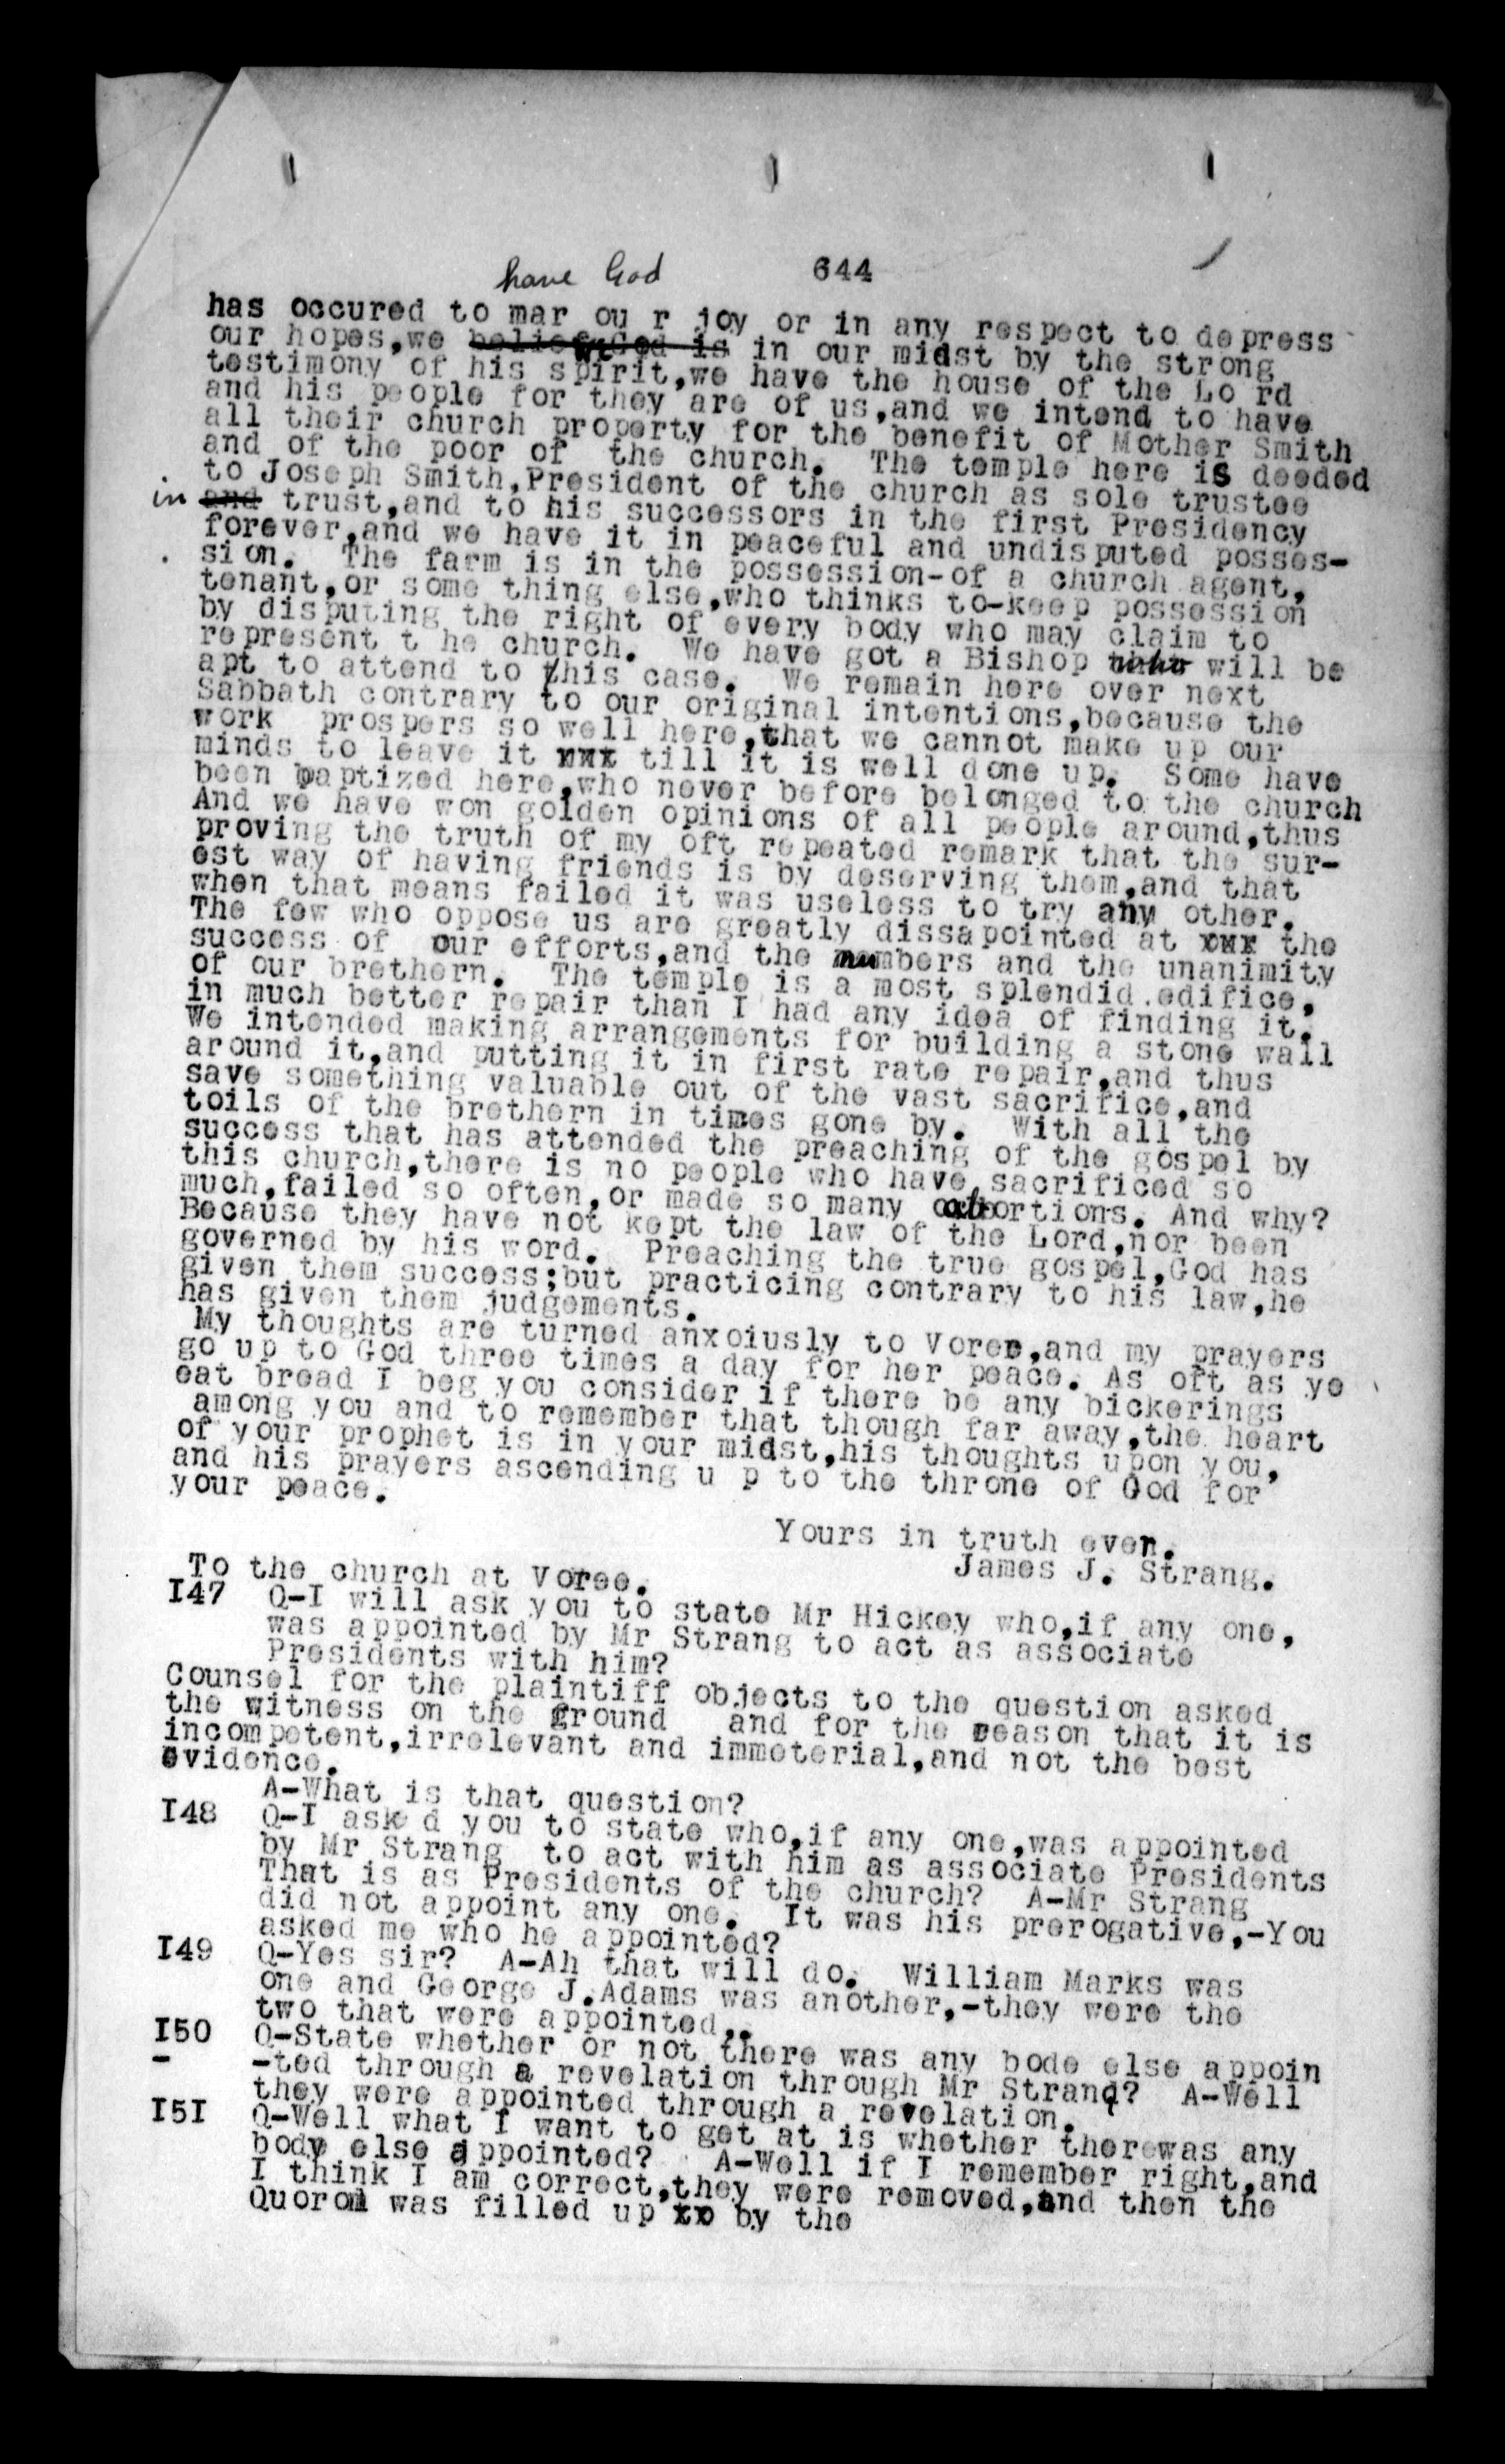 have God 644
has occured to mar ou r joy or in any respect to depress
our hopes,we belief God is in our midst by the strong
testimony of his spirit,we have the house of the Lo rd
and his people for they are of us,and we intend to have
all their church property for the benefit of Mother Smith
and of the poor of the church. The temple here is deeded
to Joseph Smith,President of the church as sole trustee
in and trust,and to his successors in the first Presidency
forever,and we have it in peaceful and undisputed posses-
sion. The farm is in the possession-of a church agent,
tenant,or some thing else,who thinks to-keep possession
by disputing the right of every body who may claim to
represent t he church. We have got a Bishop who will be
apt to attend to this case. We remain here over next
Sabbath contrary to our original intentions,because the
work prospers so well here,that we cannot make up our
minds to leave it till it is well done up. Some have
been baptized here,who never before belonged to the church
And we have won golden opinions of all people around,thus
proving the truth of my oft repeated remark that the sur-
est way of having friends is by deserving them,and that
when that means failed it was useless to try any other.
The few who oppose us are greatly dissapointed at our the
success of our efforts,and the numbers and the unanimity
of our brethern. The temple is a most splendid edifice,
in much better repair than I had any idea of finding it.
We intended making arrangements for building a stone wall
around it,and putting it in first rate repair,and thus
save something valuable out of the vast sacrifice,and
toils of the brethern in times gone by. With all the
success that has attended the preaching of the gospel by
this church,there is no people who have sacrificed so
much,failed so often,or made so many abortions. And why?
Because they have not kept the law of the Lord,nor been
governed by his word. Preaching the true gospel,God has
given them success;but practicing contrary to his law,he
has given them judgements.
My thoughts are turned anxoiusly to Voree,and my prayers
go up to God three times a day for her peace. As oft as ye
eat bread I beg you consider if there be any bickerings
among you and to remember that though far away,the heart
of your prophet is in your midst,his thoughts upon you,
and his prayers ascending u p to the throne of God for
your peace.
Yours in truth ever.
James J. Strang.
To the church at Voree.
I47 Q-I will ask you to state Mr Hickey who,if any one,
was appointed by Mr Strang to act as associate
Presidents with him?
Counsel for the plaintiff objects to the question asked
the witness on the ground and for the reason that it is
incompetent,irrelevant and immeterial,and not the best
evidence.
A-What is that question?
I48 Q-I aske d you to state who,if any one,was appointed
by Mr Strang to act with him as associate Presidents
That is as Presidents of the church? A-Mr Strang
did not appoint any one. It was his prerogative,-You
asked me who he appointed?
I49 Q-Yes sir? A-Ah that will do. William Marks was
one and George J.Adams was another,-they were the
two that were appointed,.
I50 Q-State whether or not there was any bode else appoin
- -ted through a revelation through Mr Strang? A-Well
they were appointed through a revelation.
I5I Q-Well what I want to get at is whether therewas any
body else appointed? A-Well if I remember right,and
I think I am correct,they were removed,and then the
Quorom was filled up by the